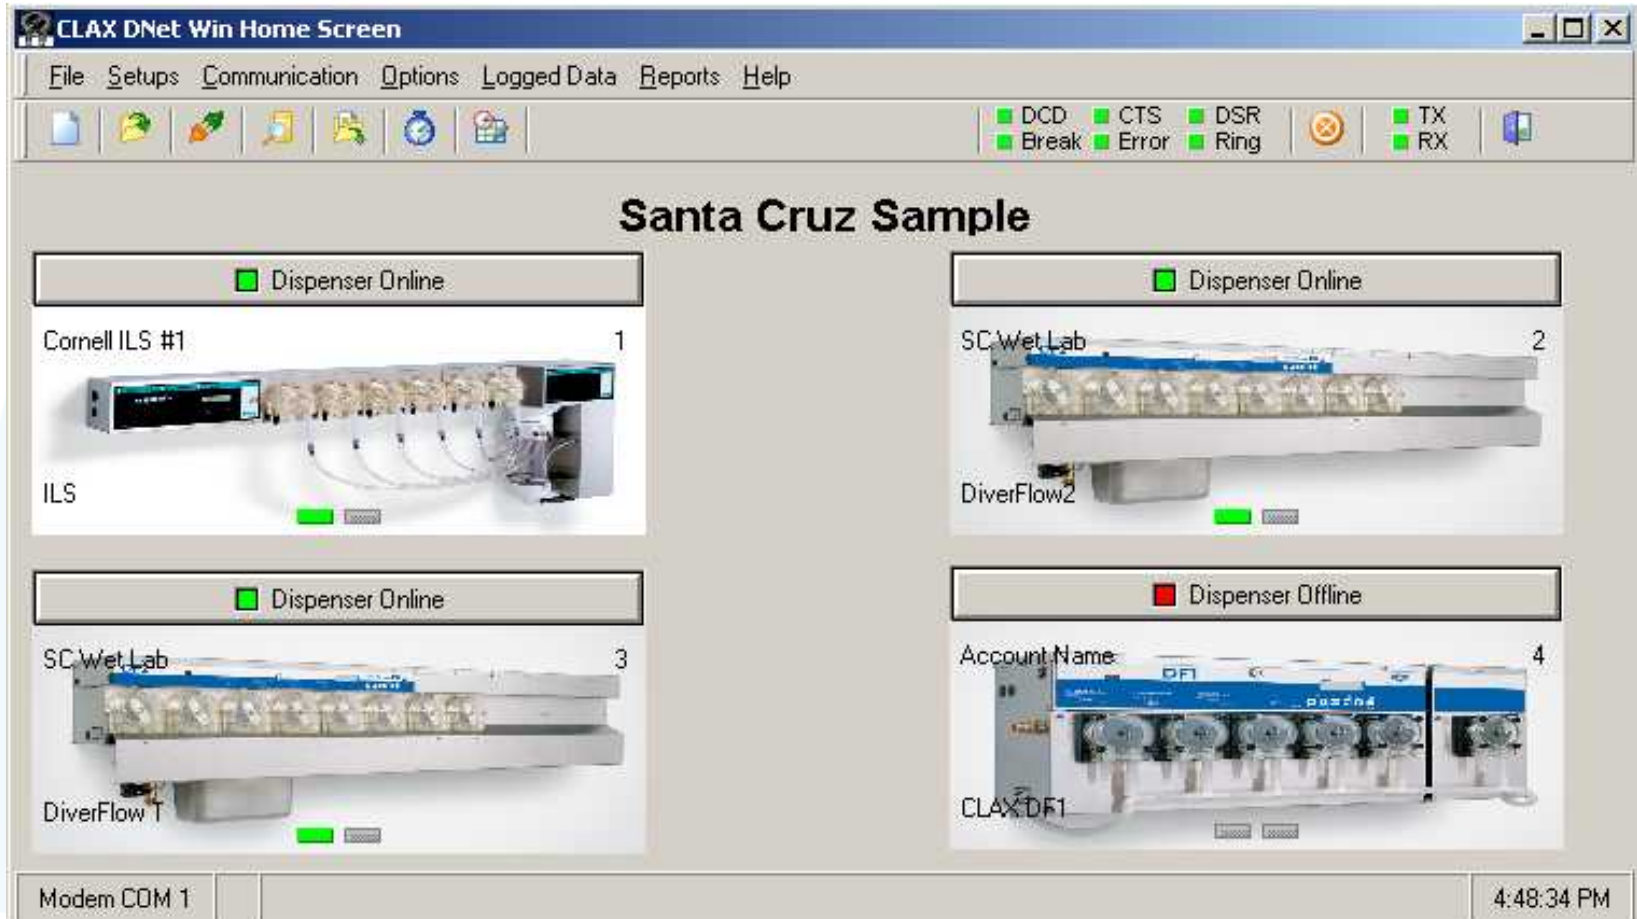 CLAX DNet Win Home Screen
File Setups Communication Options Logged Data Reports Help
DCD CTS DSR TX
Break Error Ring RX
Santa Cruz Sample
Dispenser Online
Cornell ILS #1 1
ILS
Dispenser Online
SC Wet Lab 2
DiverFlow2
Dispenser Online
SC Wet Lab 3
DiverFlow 1
Dispenser Offline
Account Name 4
DF1
CLAX DF1
Modem COM 1
4:48:34 PM